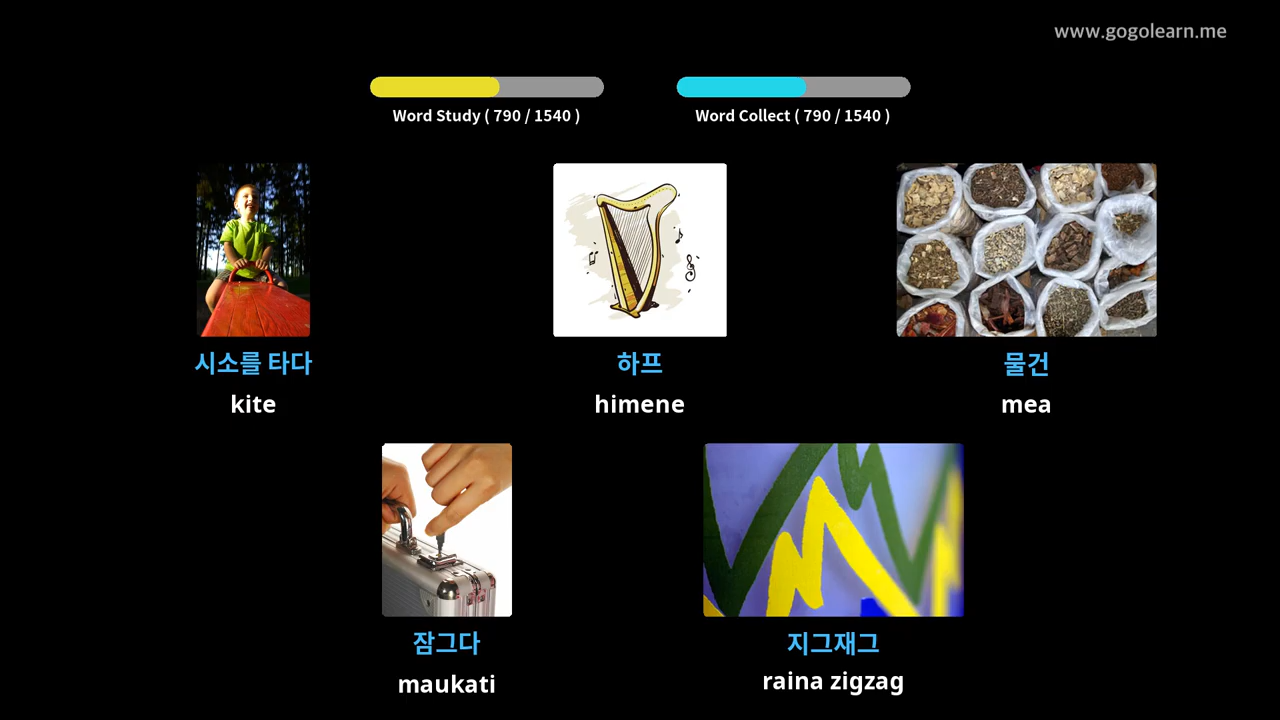 www.gogolearn.me
Word Study ( 790 / 1540 )
Word Collect ( 790 / 1540 )
시소를 타다
하프
물건
kite
himene
mea
잠그다
지그재그
maukati
raina zigzag